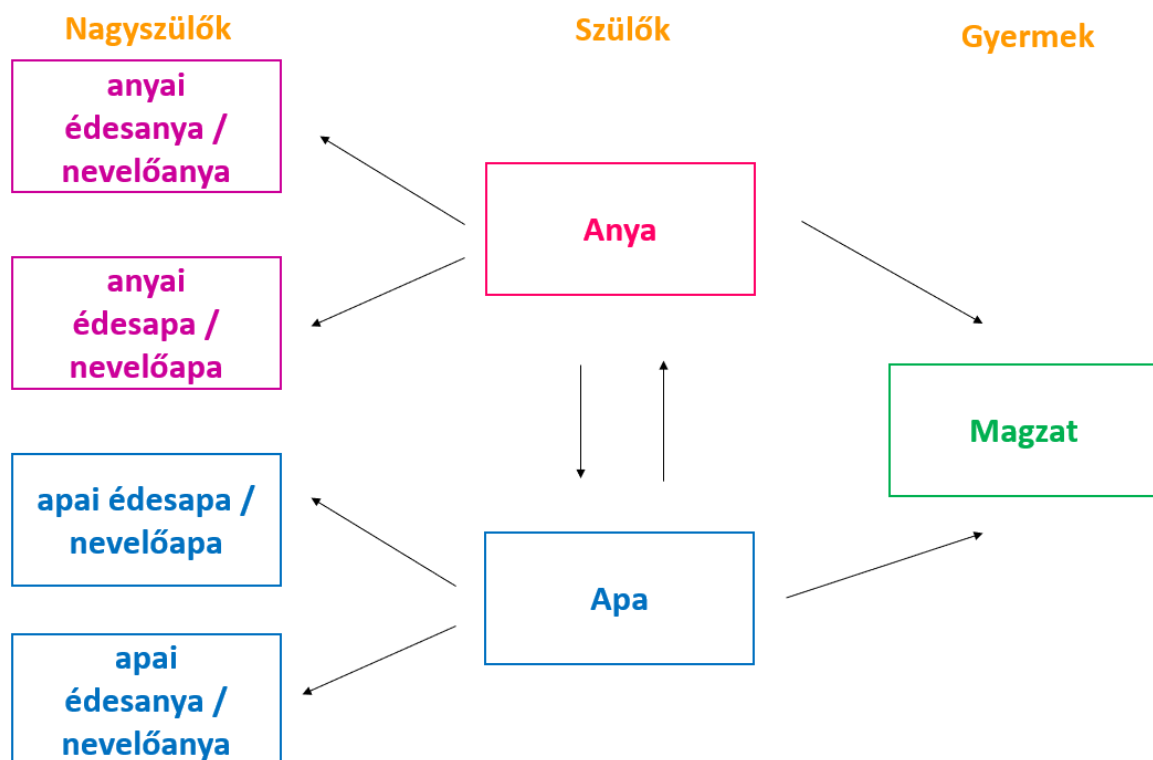 Nagyszülők
Szülők
Gyermek
anyai
édesanya /
nevelőanya
anyai
édesapa /
nevelőapa
apai édesapa /
nevelőapa
apai
édesanya /
nevelőanya
Anya
Apa
Magzat